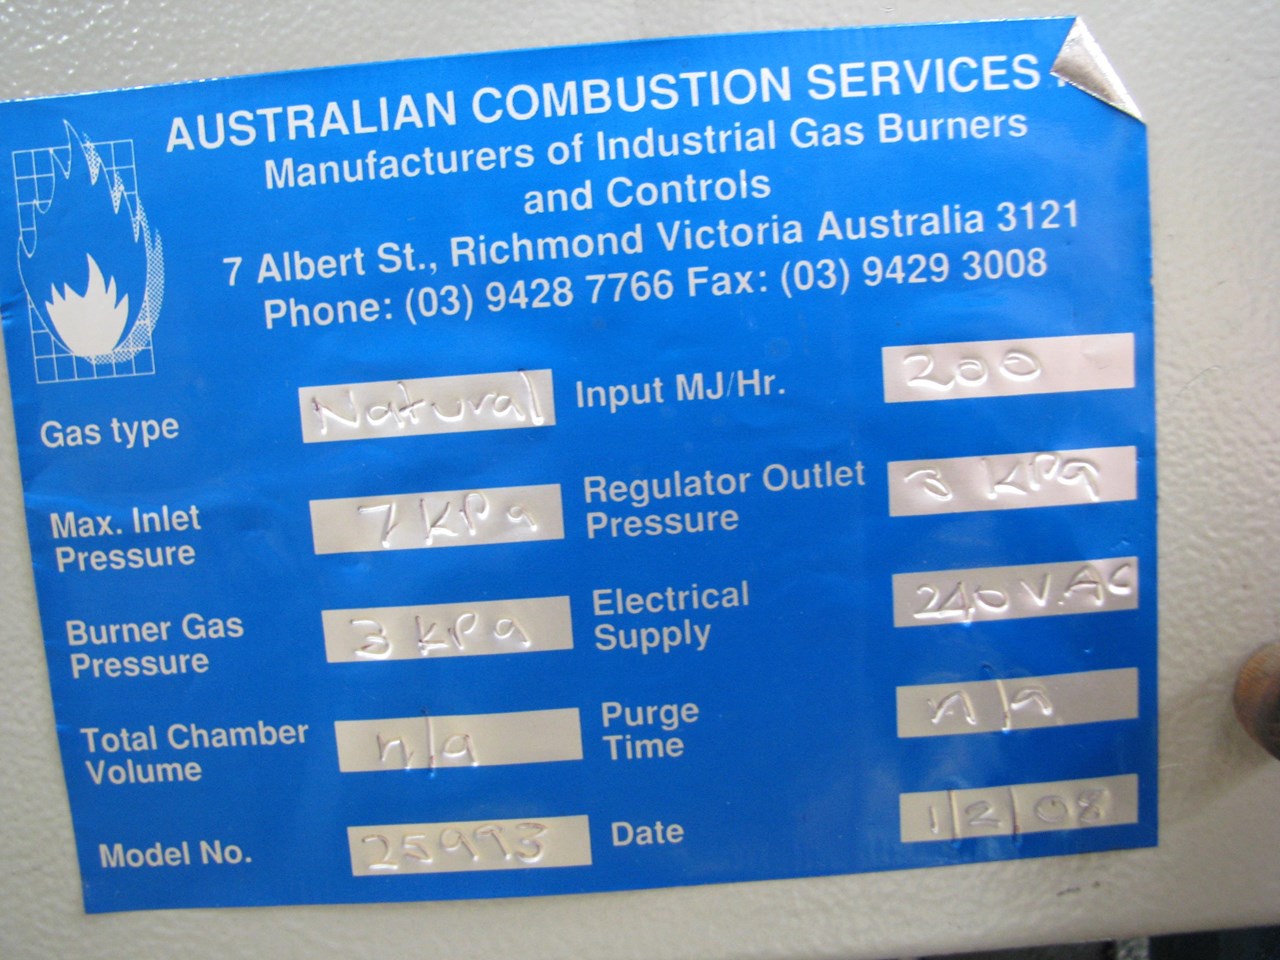 AUSTRALIAN COMBUSTION SERVICES
Manufacturers of Industrial Gas Burners
and Controls
7 Albert St., Richmond Victoria Australia 3121
Phone: (03) 9428 7766 Fax: (03) 9429 3008
Gas type Natural Input MJ/Hr. 200
Max. Inlet Pressure 7 KPa Regulator Outlet Pressure 3 KPa
Burner Gas Pressure 3 KPa Electrical Supply 240 V.AC
Total Chamber Volume n/a Purge Time n/a
Model No. 25993 Date 1/2/08